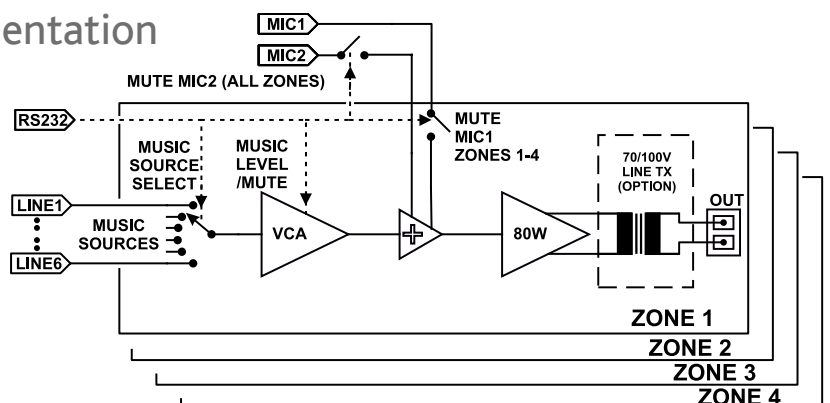 entation
MIC1
MIC2
MUTE MIC2 (ALL ZONES)
RS232
MUSIC
SOURCE
SELECT
MUSIC
LEVEL
/MUTE
MUTE
MIC1
ZONES 1-4
70/100V
LINE TX
(OPTION)
OUT
LINE1
MUSIC
SOURCES
LINE6
VCA
80W
ZONE 1
ZONE 2
ZONE 3
ZONE 4